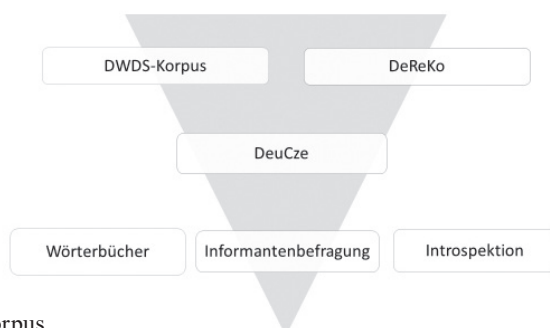 DWDS-Korpus DeReKo
DeuCze
Wörterbücher Informantenbefragung Introspektion